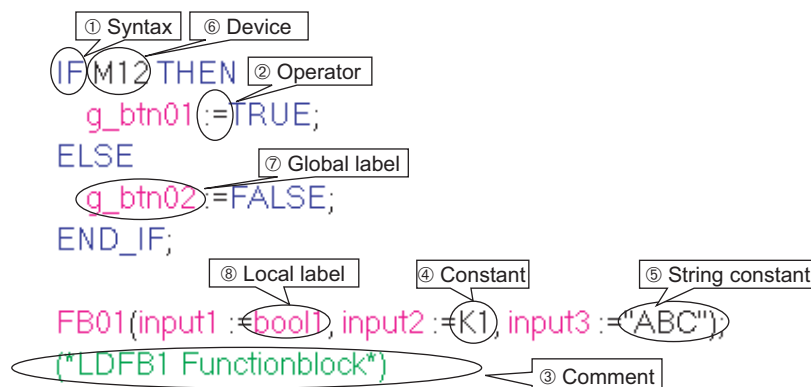 ① Syntax ⑥ Device
IF M12 THEN
② Operator
g_btn01 :=TRUE;
ELSE
⑦ Global label
g_btn02 :=FALSE;
END_IF;
⑧ Local label ④ Constant ⑤ String constant
FB01(input1 :=bool1, input2 :=K1, input3 :="ABC");
(*LDFB1 Functionblock*)
③ Comment